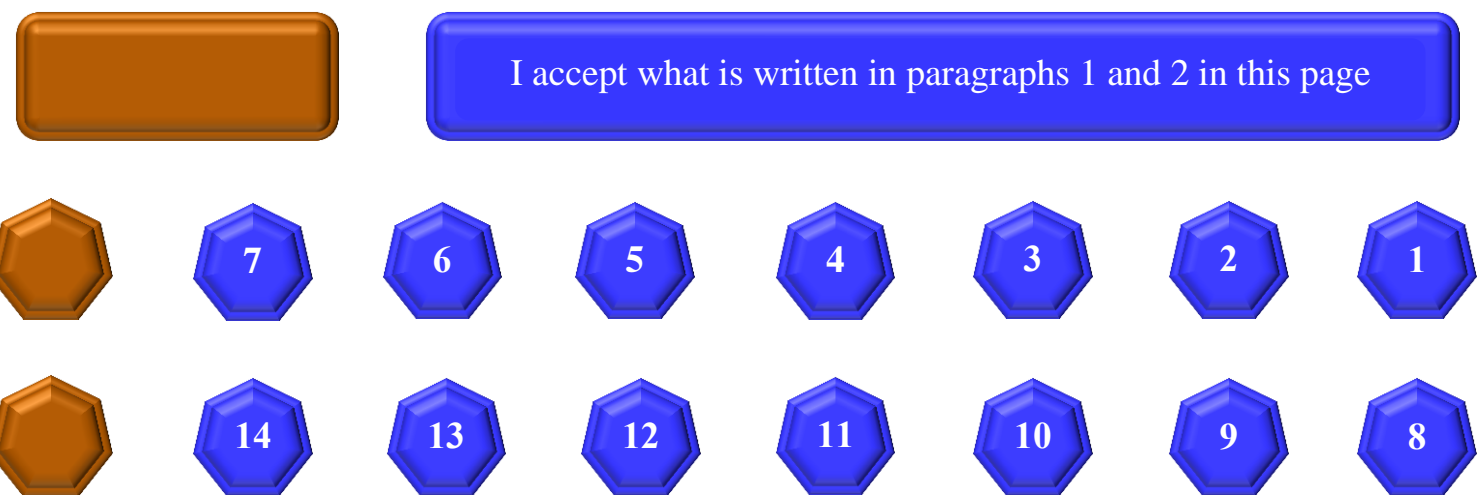 I accept what is written in paragraphs 1 and 2 in this page
7 6 5 4 3 2 1
14 13 12 11 10 9 8